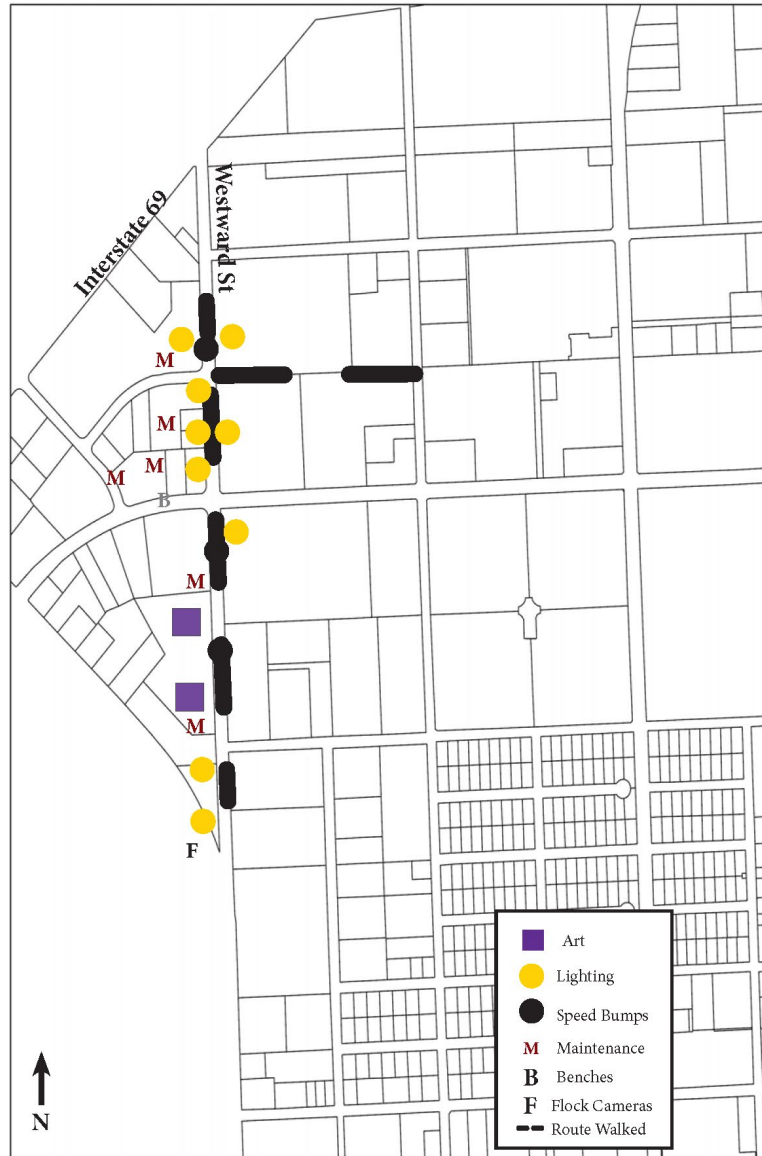 Interstate 69
Westward St
M
M
M
M
B
M
M
F
Art
Lighting
Speed Bumps
M Maintenance
B Benches
F Flock Cameras
Route Walked
N